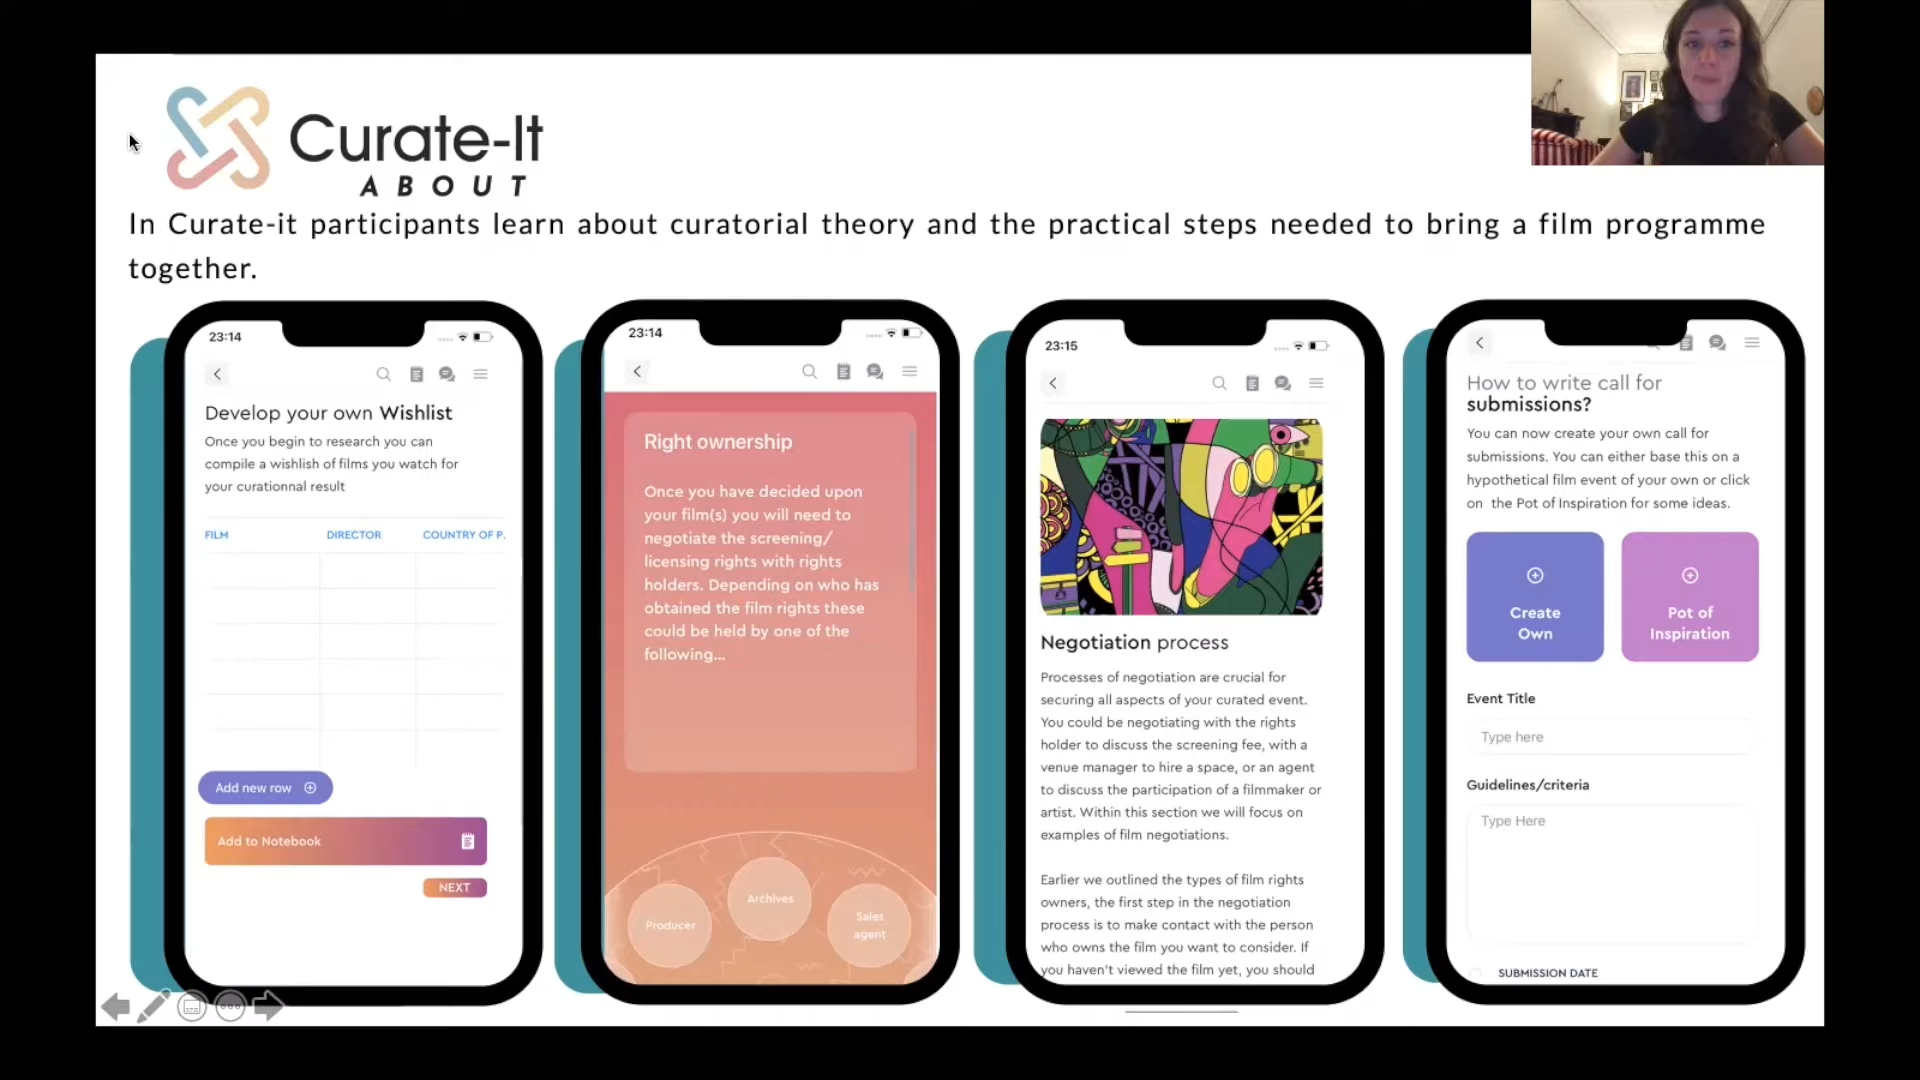 Curate-It
ABOUT
In Curate-it participants learn about curatorial theory and the practical steps needed to bring a film programme
together.
23:14
Develop your own Wishlist
Once you begin to research you can
compile a wishlist of films you watch for
your curationnal result
FILM DIRECTOR COUNTRY OF P.
Add new row
Add to Notebook
NEXT
23:14
Right ownership
Once you have decided upon
your film(s) you will need to
negotiate the screening/
licensing rights with rights
holders. Depending on who has
obtained the film rights these
could be held by one of the
following...
Producer
Archives
Sales
agent
23:15
Negotiation process
Processes of negotiation are crucial for
securing all aspects of your curated event.
You could be negotiating with the rights
holder to discuss the screening fee, with a
venue manager to hire a space, or an agent
to discuss the participation of a filmmaker or
artist. Within this section we will focus on
examples of film negotiations.
Earlier we outlined the types of film rights
owners, the first step in the negotiation
process is to make contact with the person
who owns the film you want to consider. If
you haven't viewed the film yet, you should
How to write call for
submissions?
You can now create your own call for
submissions. You can either base this on a
hypothetical film event of your own or click
on the Pot of Inspiration for some ideas.
Create
Own
Pot of
Inspiration
Event Title
Type here
Guidelines/criteria
Type Here
SUBMISSION DATE